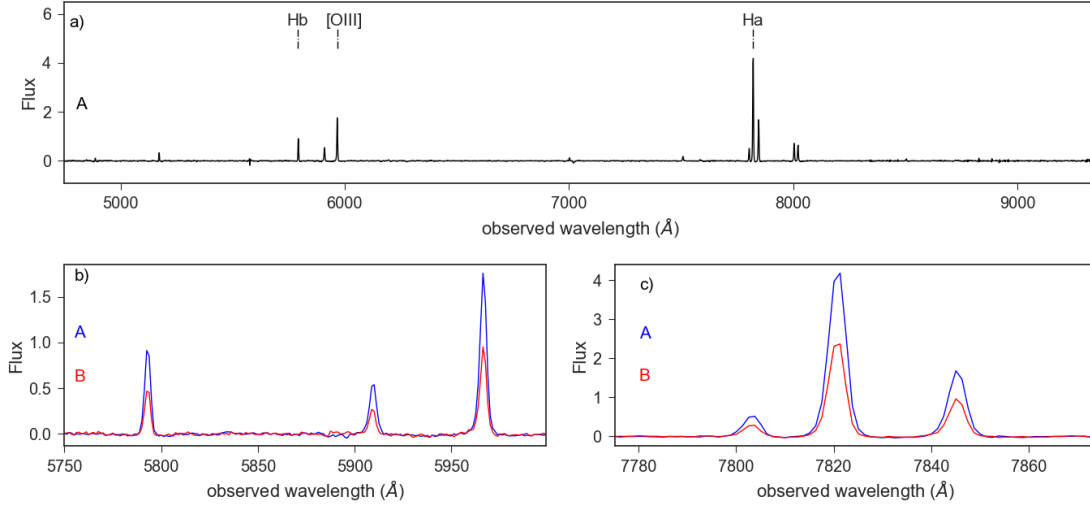 a)
Hb [OIII] Ha
6
4
2
0
Flux
A
5000 6000 7000 8000 9000
observed wavelength (Å)
b)
1.5
1.0
0.5
0.0
Flux
A
B
5750 5800 5850 5900 5950
observed wavelength (Å)
c)
4
3
2
1
0
Flux
A
B
7780 7800 7820 7840 7860
observed wavelength (Å)